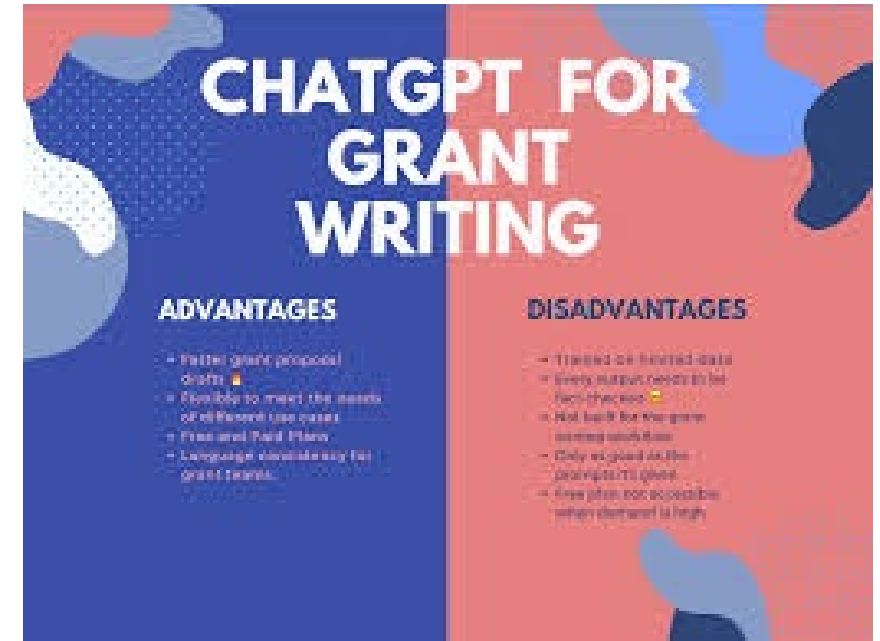 CHATGPT FOR
GRANT
WRITING
ADVANTAGES
Faster grant proposal
drafts 🔥
Flexible to meet the needs
of different use cases
Free and Paid Plans
Language consistency for
grant teams.
DISADVANTAGES
Trained on limited data
Every output needs to be
fact-checked
Not built for the grant
writing workflow
Only as good as the
prompts it's given
Free plan not accessible
when demand is high